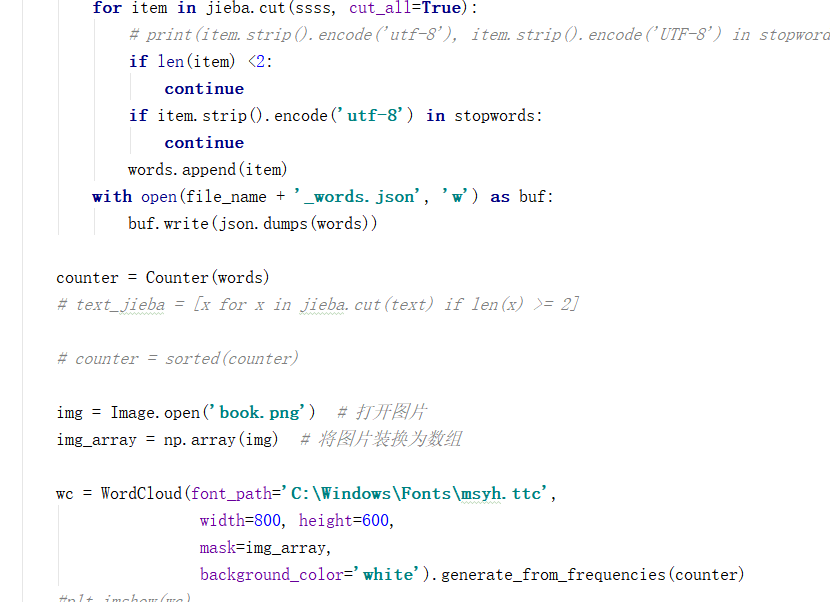 for item in jieba.cut(ssss, cut_all=True):
# print(item.strip().encode('utf-8'), item.strip().encode('UTF-8') in stopword
if len(item) <2:
continue
if item.strip().encode('utf-8') in stopwords:
continue
words.append(item)
with open(file_name + '_words.json', 'w') as buf:
buf.write(json.dumps(words))
counter = Counter(words)
# text_jieba = [x for x in jieba.cut(text) if len(x) >= 2]
# counter = sorted(counter)
img = Image.open('book.png')  # 打开图片
img_array = np.array(img)  # 将图片装换为数组
wc = WordCloud(font_path='C:\Windows\Fonts\msyh.ttc',
width=800, height=600,
mask=img_array,
background_color='white').generate_from_frequencies(counter)
#plt.imshow(wc)